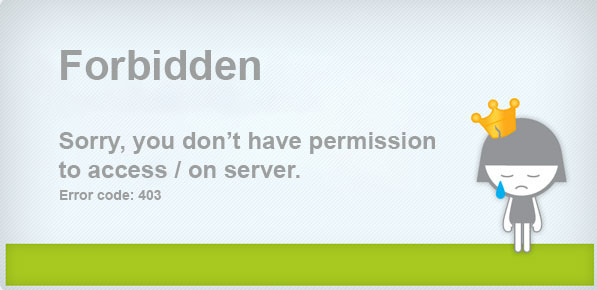 Forbidden
Sorry, you don’t have permission
to access / on server.
Error code: 403